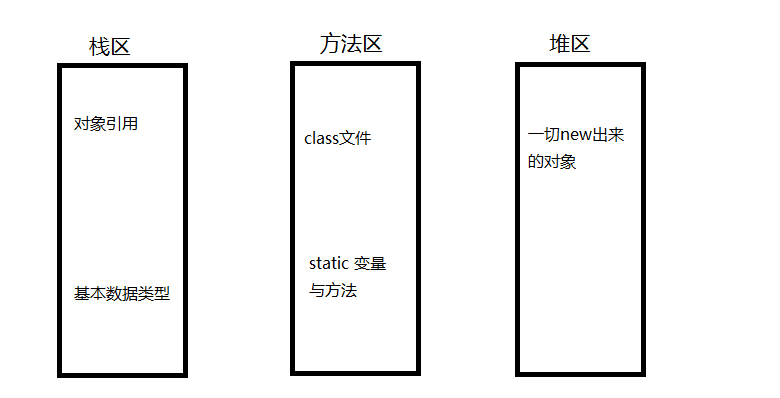 栈区
对象引用
基本数据类型
方法区
class文件
static 变量
与方法
堆区
一切new出来
的对象